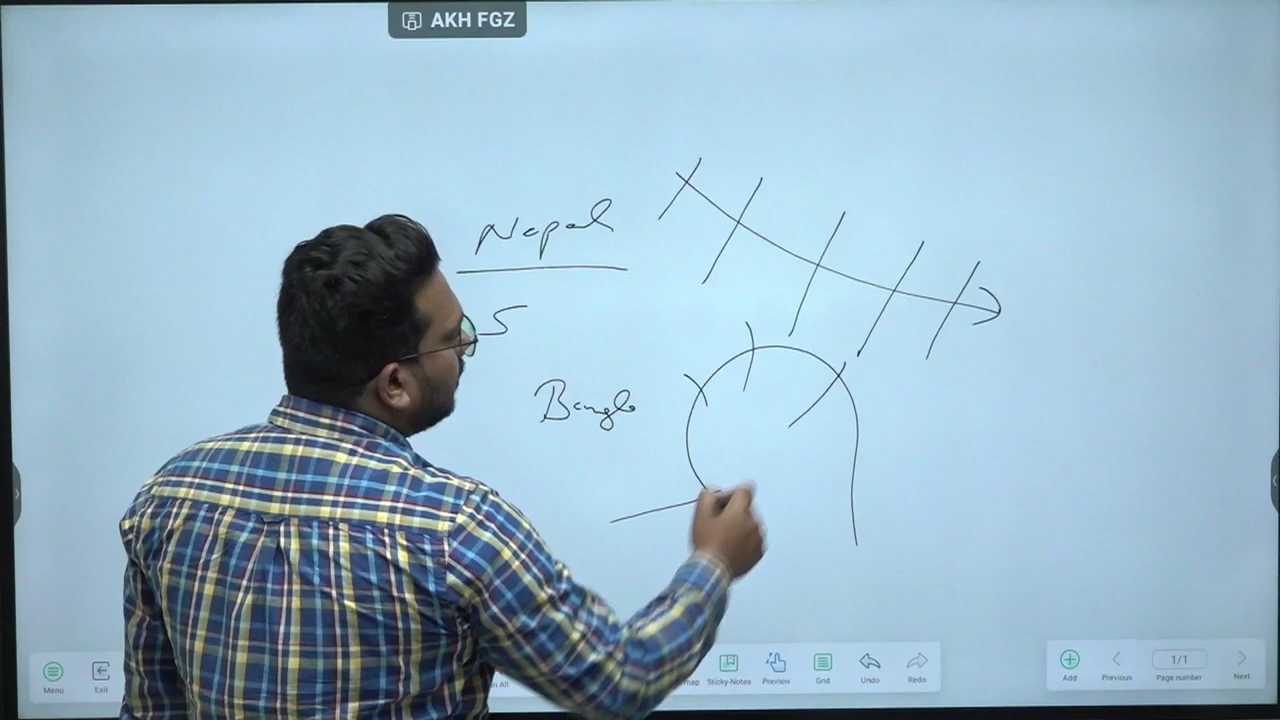 AKH FGZ
Nepal
5
Bangla
Menu Exit Sticky-Notes Preview Grid Undo Redo Add Previous 1/1 Page number Next